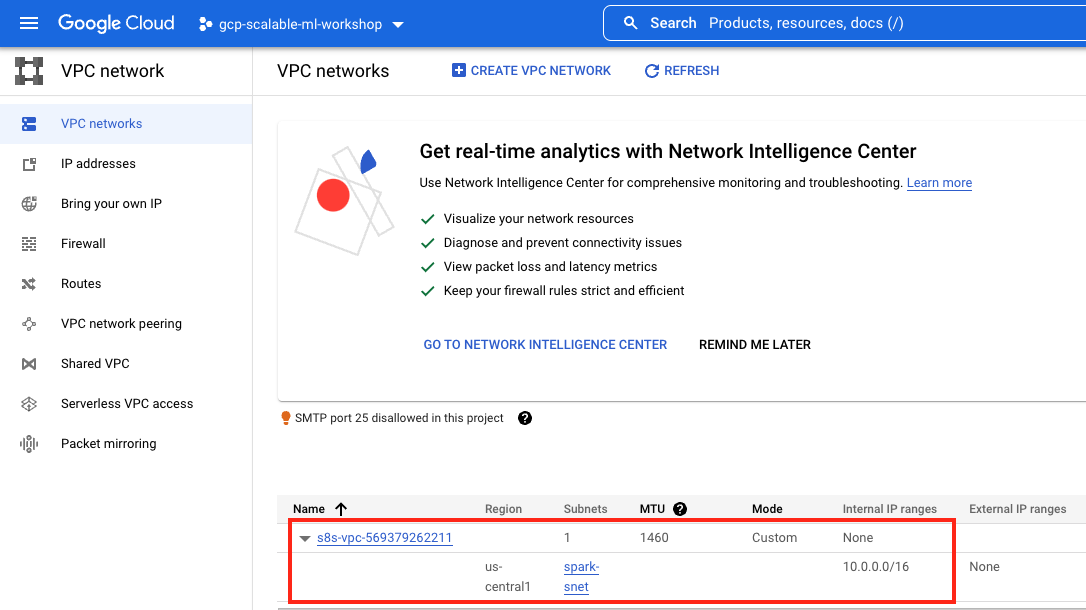 Google Cloud gcp-scalable-ml-workshop Search Products, resources, docs (/)
VPC network
VPC networks CREATE VPC NETWORK REFRESH
VPC networks
IP addresses
Bring your own IP
Firewall
Routes
VPC network peering
Shared VPC
Serverless VPC access
Packet mirroring
Get real-time analytics with Network Intelligence Center
Use Network Intelligence Center for comprehensive monitoring and troubleshooting. Learn more
Visualize your network resources
Diagnose and prevent connectivity issues
View packet loss and latency metrics
Keep your firewall rules strict and efficient
GO TO NETWORK INTELLIGENCE CENTER REMIND ME LATER
SMTP port 25 disallowed in this project ?
Name Region Subnets MTU ? Mode Internal IP ranges External IP ranges
s8s-vpc-569379262211 1 1460 Custom None
us- spark- 10.0.0.0/16 None
central1 snet